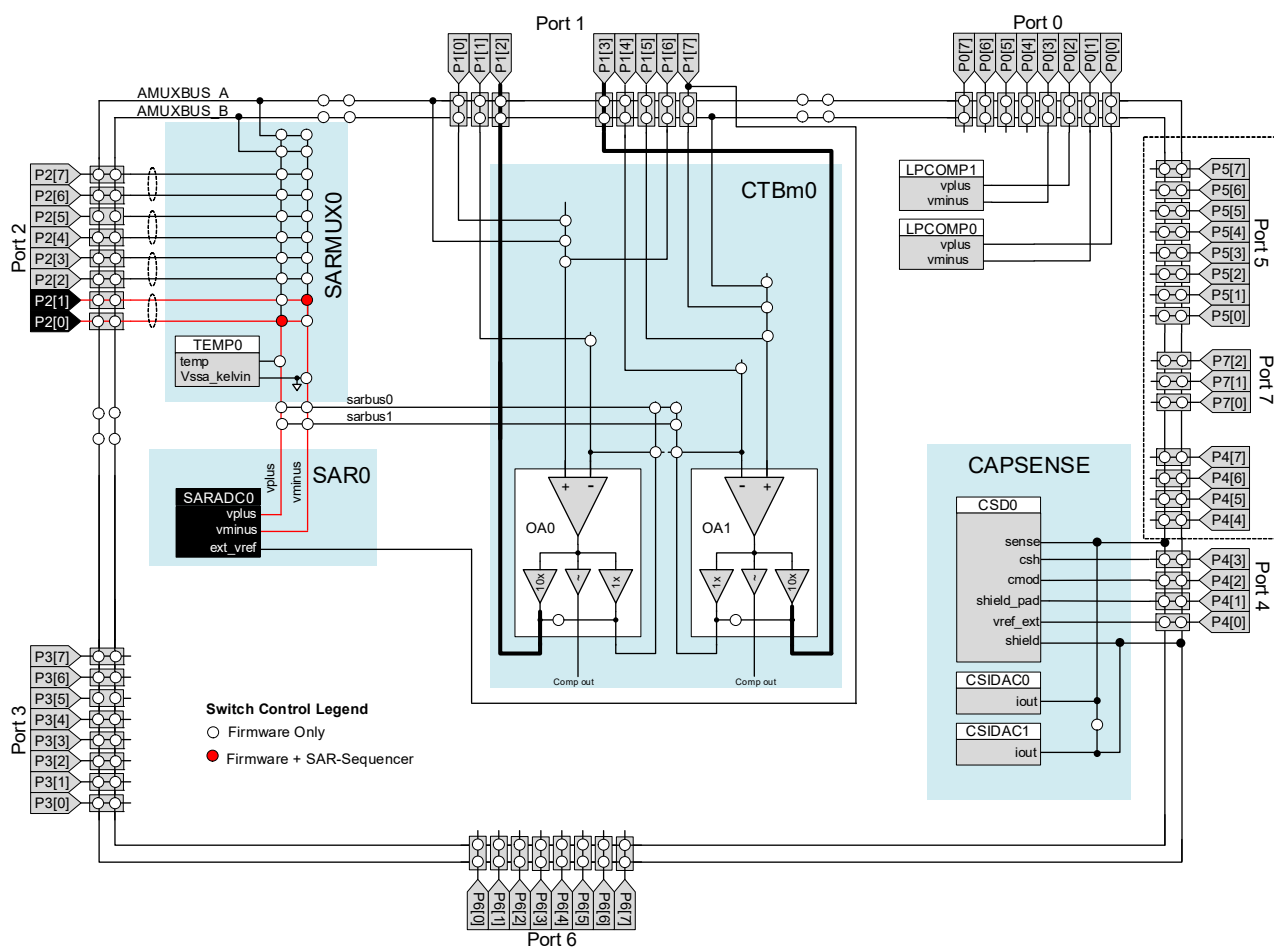 Port 1
Port 0
P1[0]
P1[1]
P1[2]
P1[3]
P1[4]
P1[5]
P1[6]
P1[7]
P0[7]
P0[6]
P0[5]
P0[4]
P0[3]
P0[2]
P0[1]
P0[0]
AMUXBUS_A
AMUXBUS_B
Port 2
P2[7]
P2[6]
P2[5]
P2[4]
P2[3]
P2[2]
P2[1]
P2[0]
SARMUX0
TEMP0
temp
Vssa_kelvin
sarbus0
sarbus1
vplus
vminus
SAR0
SARADC0
vplus
vminus
ext_vref
CTBm0
+
-
OA0
10x
~
1x
Comp out
-
+
OA1
1x
~
10x
Comp out
LPCOMP1
vplus
vminus
LPCOMP0
vplus
vminus
P5[7]
P5[6]
P5[5]
P5[4]
P5[3]
P5[2]
P5[1]
P5[0]
Port 5
P7[2]
P7[1]
P7[0]
Port 7
P4[7]
P4[6]
P4[5]
P4[4]
P4[3]
P4[2]
P4[1]
P4[0]
Port 4
CAPSENSE
CSD0
sense
csh
cmod
shield_pad
vref_ext
shield
CSIDAC0
iout
CSIDAC1
iout
Port 3
P3[7]
P3[6]
P3[5]
P3[4]
P3[3]
P3[2]
P3[1]
P3[0]
Switch Control Legend
Firmware Only
Firmware + SAR-Sequencer
P6[0]
P6[1]
P6[2]
P6[3]
P6[4]
P6[5]
P6[6]
P6[7]
Port 6